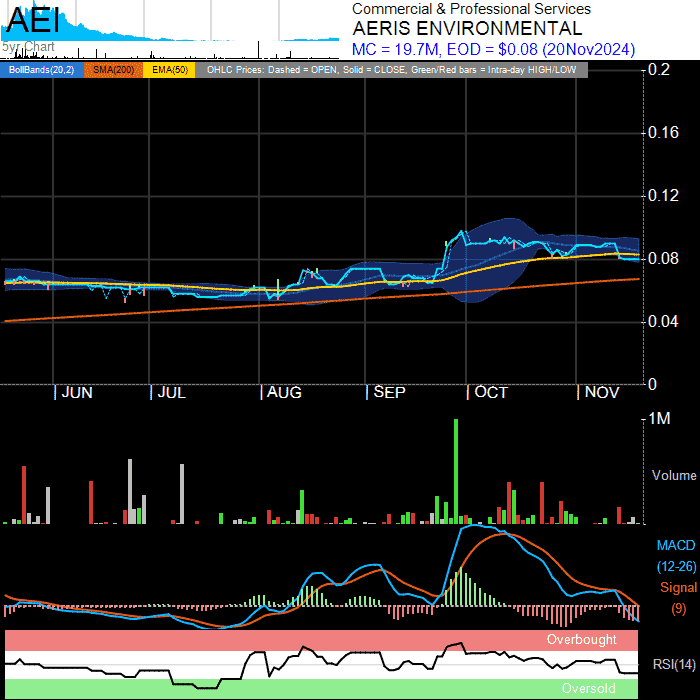 AEI
Commercial & Professional Services
AERIS ENVIRONMENTAL
5yr Chart
MC = 19.7M, EOD = $0.08 (20Nov2024)
BollBands(20,2) SMA(200) EMA(50) OHLC Prices: Dashed = OPEN, Solid = CLOSE, Green/Red bars = Intra-day HIGH/LOW
0.2
0.16
0.12
0.08
0.04
0
| JUN | JUL | AUG | SEP | OCT | NOV
1M
Volume
MACD
(12-26)
Signal
(9)
Overbought
RSI(14)
Oversold